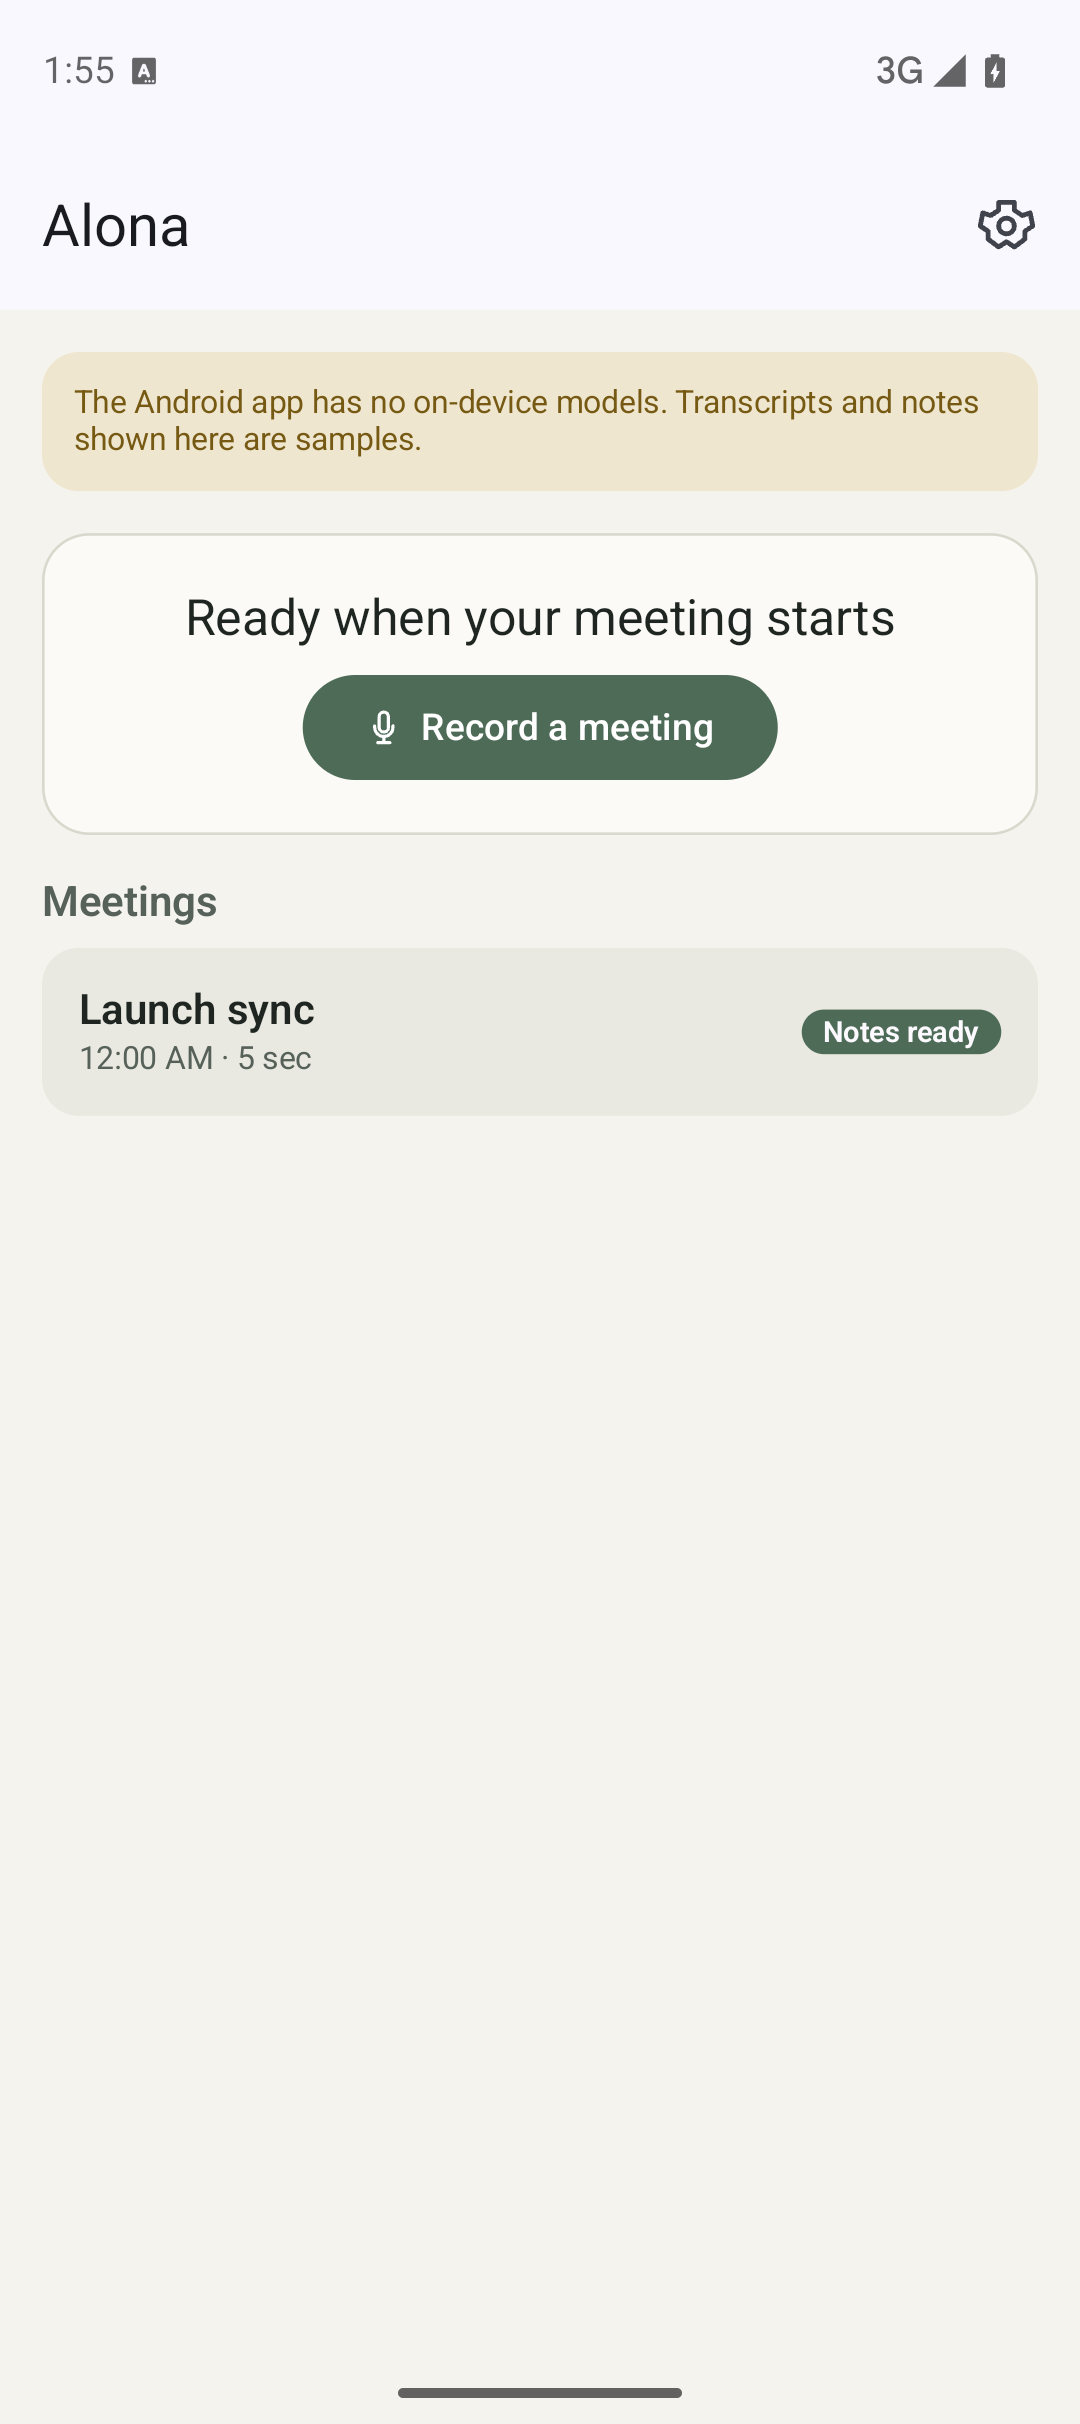 1:55
3G
Alona
The Android app has no on-device models. Transcripts and notes
shown here are samples.
Ready when your meeting starts
Record a meeting
Meetings
Launch sync
12:00 AM · 5 sec
Notes ready